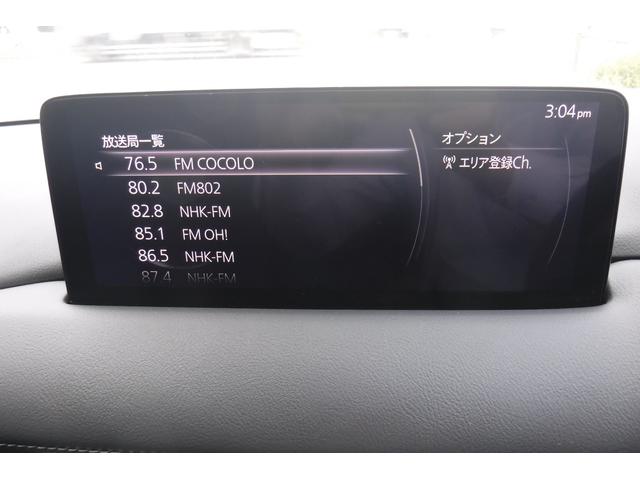 3:04pm
放送局一覧
76.5 FM COCOLO
80.2 FM802
82.8 NHK-FM
85.1 FM OH!
86.5 NHK-FM
87.4 NHK-FM
オプション
エリア登録Ch.